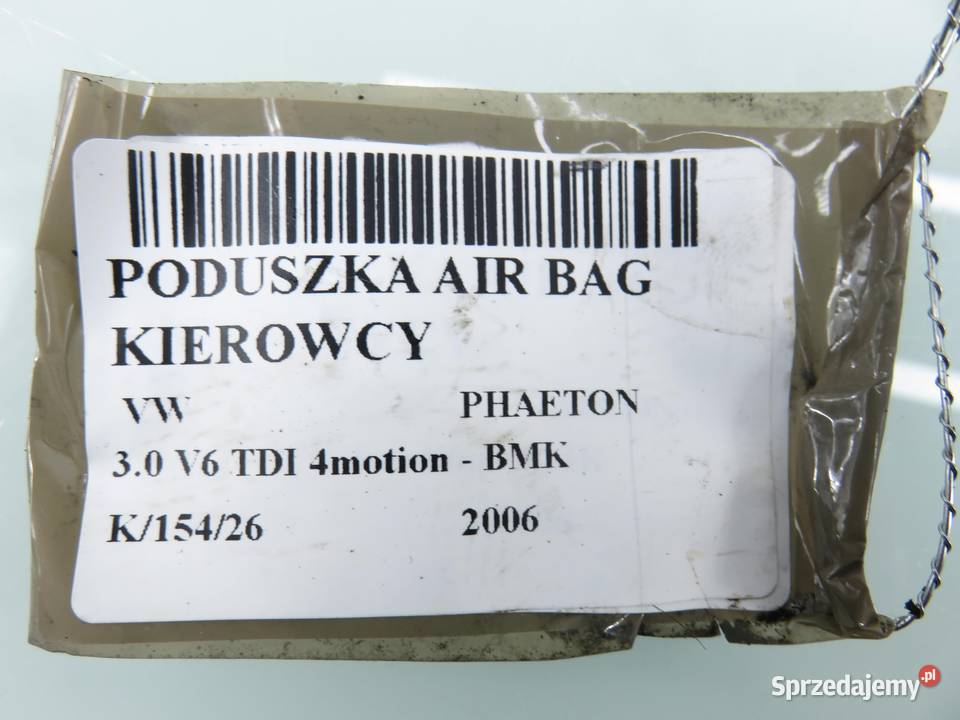 PODUSZKA AIR BAG
KIEROWCY
VW PHAETON
3.0 V6 TDI 4motion - BMK
K/154/26 2006
Sprzedajemy.pl